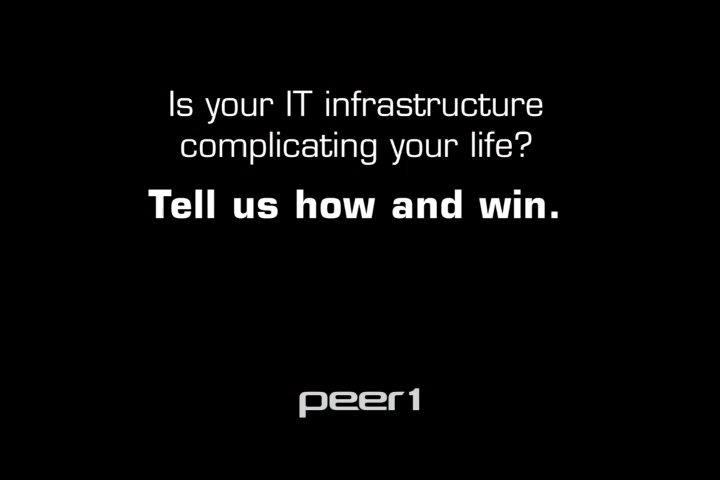 Is your IT infrastructure
complicating your life?
Tell us how and win.
peer1